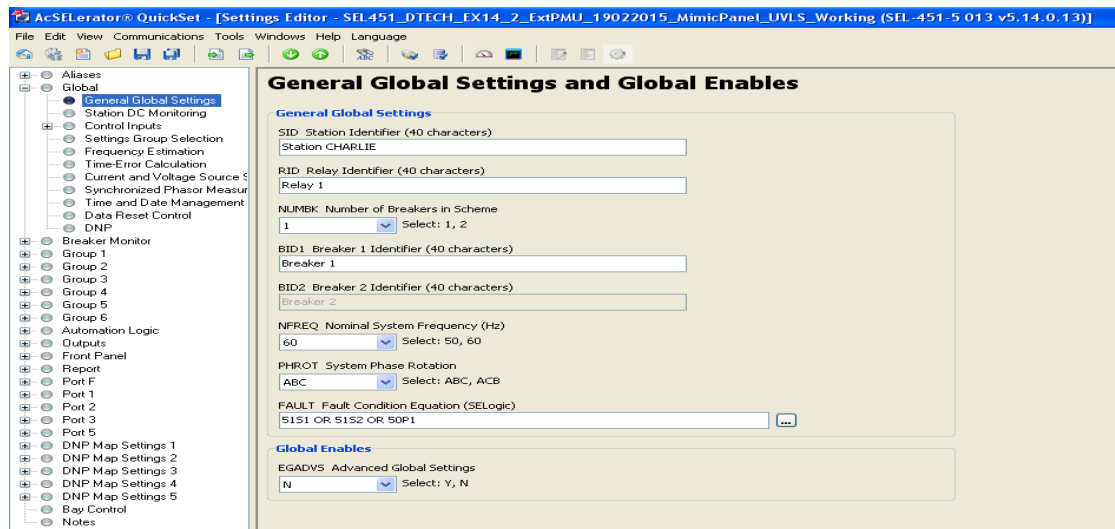 AcSELerator® QuickSet - [Settings Editor - SEL451_DTECH_EX14_2_ExtPMU_19022015_MimicPanel_UVLS_Working (SEL-451-5 013 v5.14.0.13)]
File Edit View Communications Tools Windows Help Language
Aliases
Global
General Global Settings
Station DC Monitoring
Control Inputs
Settings Group Selection
Frequency Estimation
Time-Error Calculation
Current and Voltage Source S
Synchronized Phasor Measur
Time and Date Management
Data Reset Control
DNP
Breaker Monitor
Group 1
Group 2
Group 3
Group 4
Group 5
Group 6
Automation Logic
Outputs
Front Panel
Report
Port F
Port 1
Port 2
Port 3
Port 5
DNP Map Settings 1
DNP Map Settings 2
DNP Map Settings 3
DNP Map Settings 4
DNP Map Settings 5
Bay Control
Notes
General Global Settings and Global Enables
General Global Settings
SID Station Identifier (40 characters)
Station CHARLIE
RID Relay Identifier (40 characters)
Relay 1
NUMBK Number of Breakers in Scheme
1 Select: 1, 2
BID1 Breaker 1 Identifier (40 characters)
Breaker 1
BID2 Breaker 2 Identifier (40 characters)
Breaker 2
NFREQ Nominal System Frequency (Hz)
60 Select: 50, 60
PHROT System Phase Rotation
ABC Select: ABC, ACB
FAULT Fault Condition Equation (SELogic)
51S1 OR 51S2 OR 50P1 ...
Global Enables
EGADVS Advanced Global Settings
N Select: Y, N